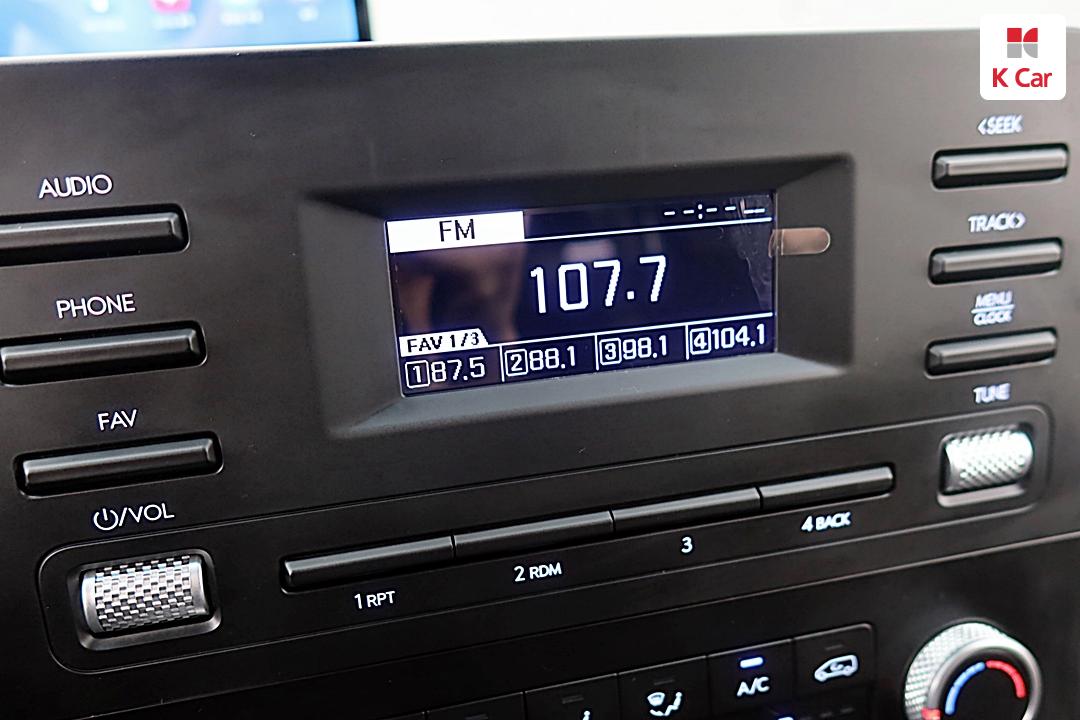 K Car
<SEEK
AUDIO
FM
--:--
TRACK>
107.7
PHONE
MENU/CLOCK
FAV 1/3
1 87.5 2 88.1 3 98.1 4 104.1
TUNE
FAV
/VOL
4 BACK
3
2 RDM
1 RPT
A/C